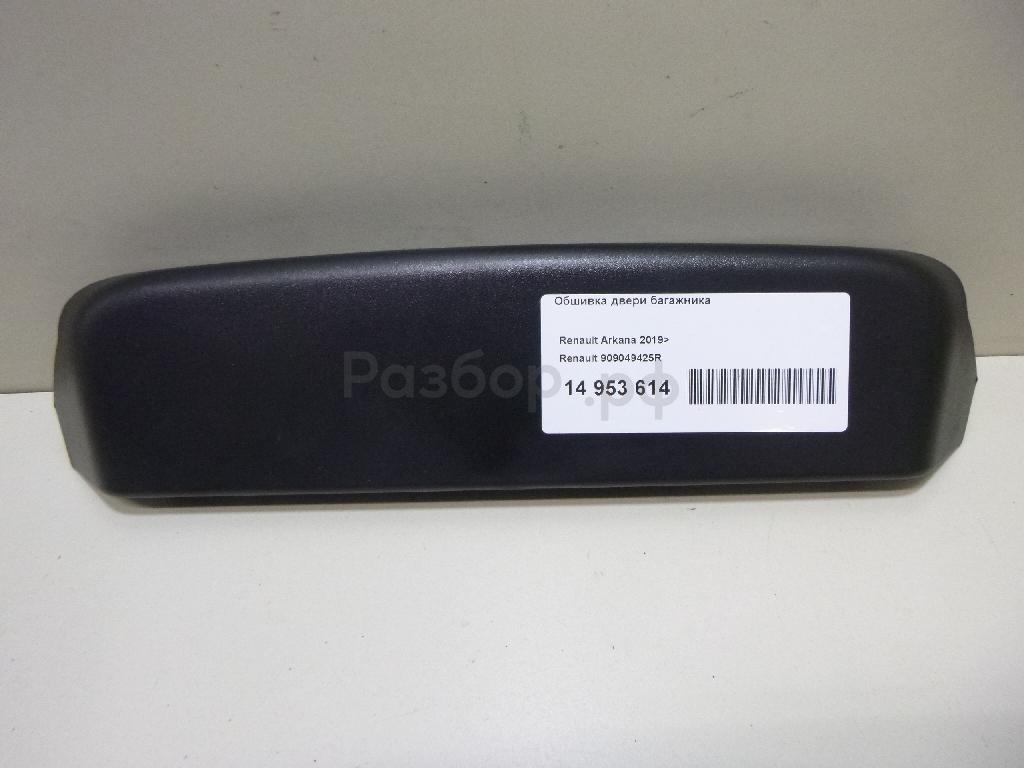 Обшивка двери багажника
Renault Arkana 2019>
Renault 909049425R
14 953 614
Разбор.рф